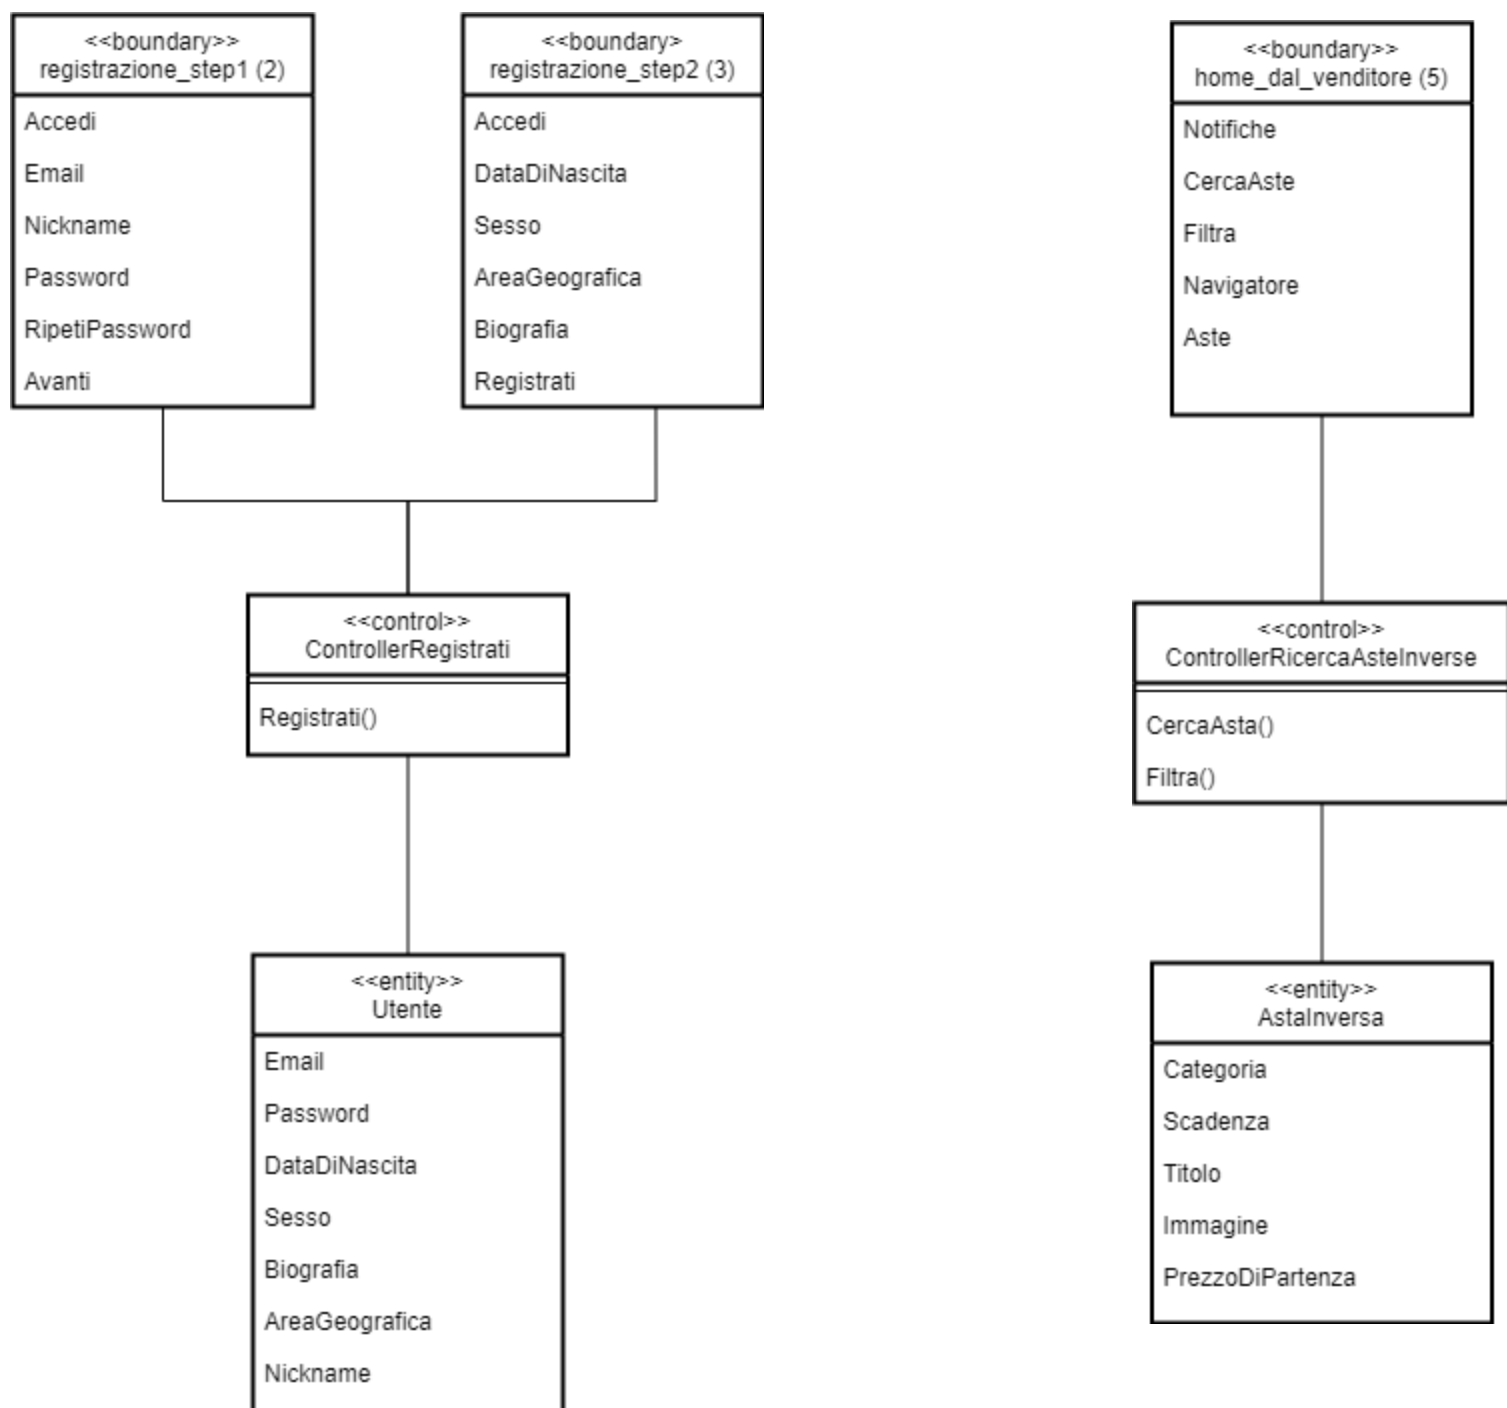 <<boundary>>
registrazione_step1 (2)
Accedi
Email
Nickname
Password
RipetiPassword
Avanti
<<boundary>
registrazione_step2 (3)
Accedi
DataDiNascita
Sesso
AreaGeografica
Biografia
Registrati
<<control>>
ControllerRegistrati
Registrati()
<<entity>>
Utente
Email
Password
DataDiNascita
Sesso
Biografia
AreaGeografica
Nickname
<<boundary>>
home_dal_venditore (5)
Notifiche
CercaAste
Filtra
Navigatore
Aste
<<control>>
ControllerRicercaAsteInverse
CercaAsta()
Filtra()
<<entity>>
AstaInversa
Categoria
Scadenza
Titolo
Immagine
PrezzoDiPartenza